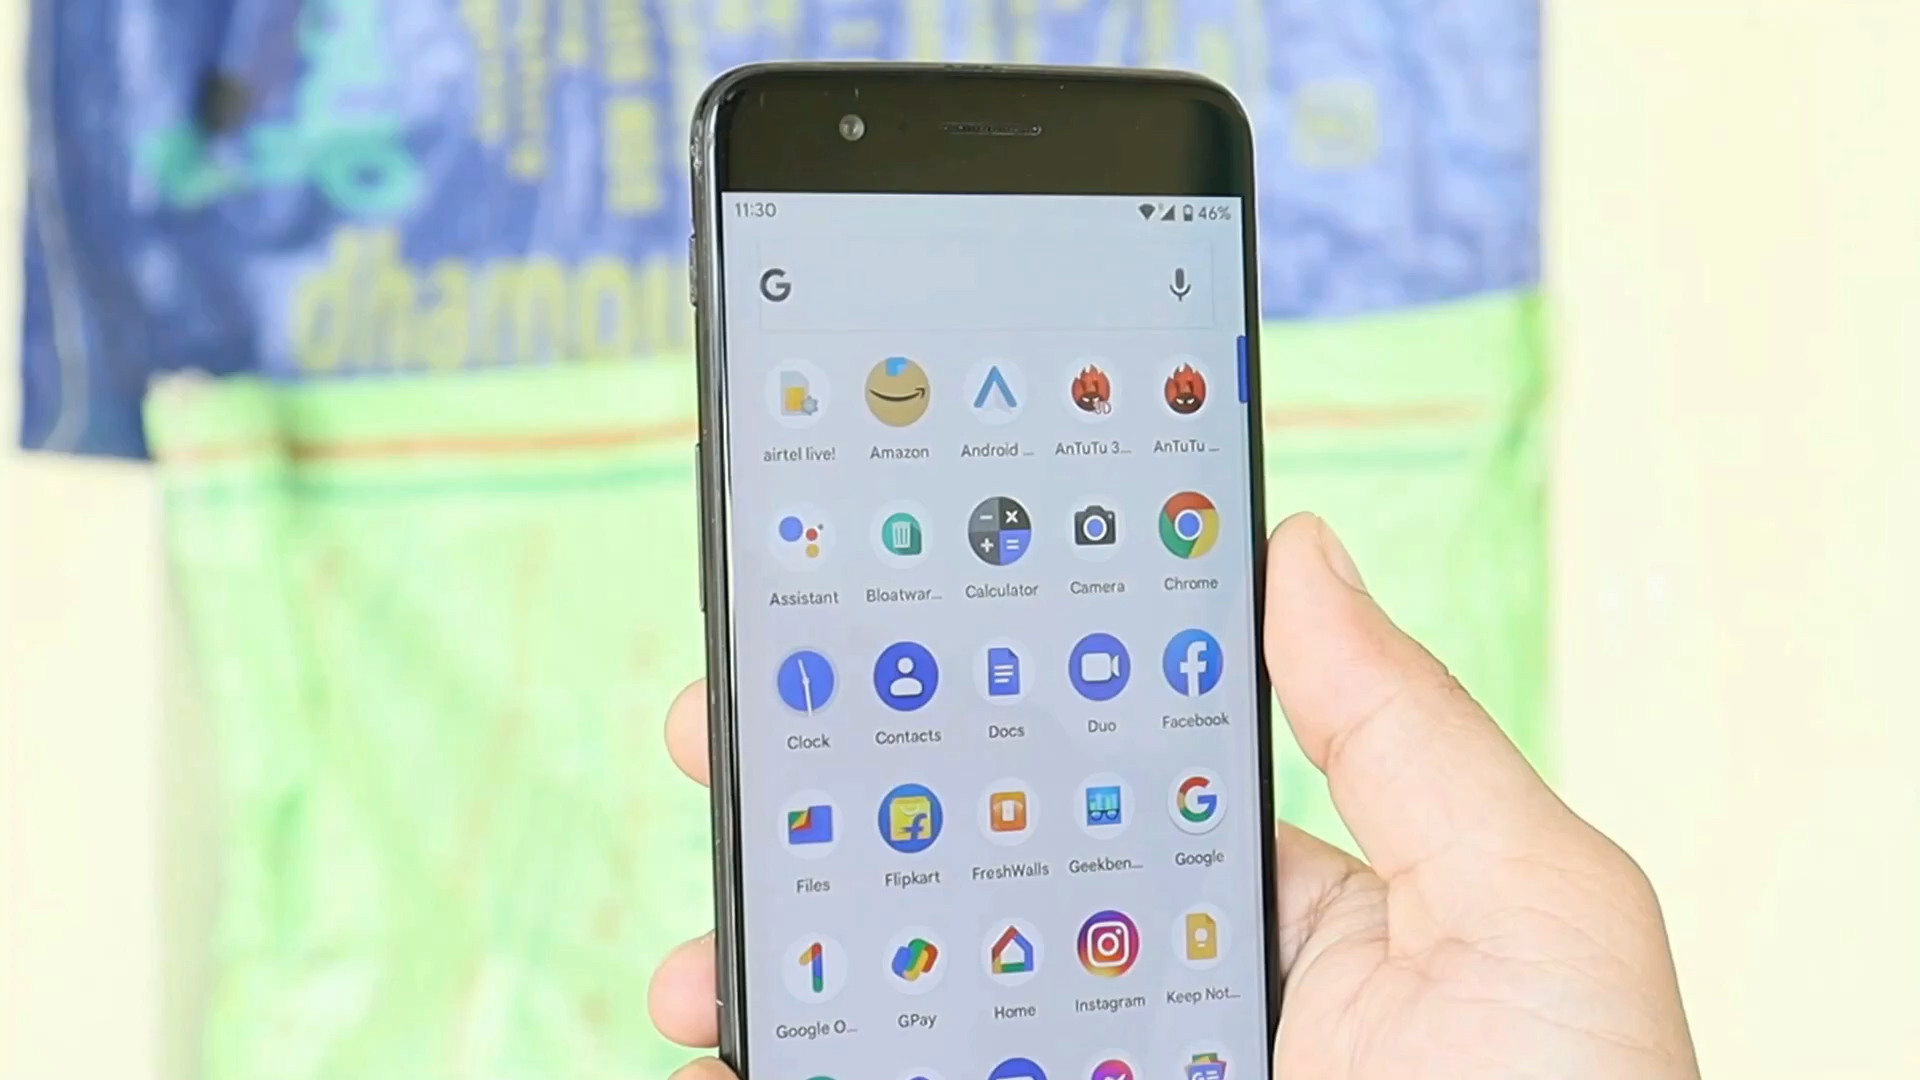 11:30 46%
G
airtel live! Amazon Android ... AnTuTu 3... AnTuTu ...
Assistant Bloatwar... Calculator Camera Chrome
Clock Contacts Docs Duo Facebook
Files Flipkart FreshWalls Geekben... Google
Google O... GPay Home Instagram Keep Not...